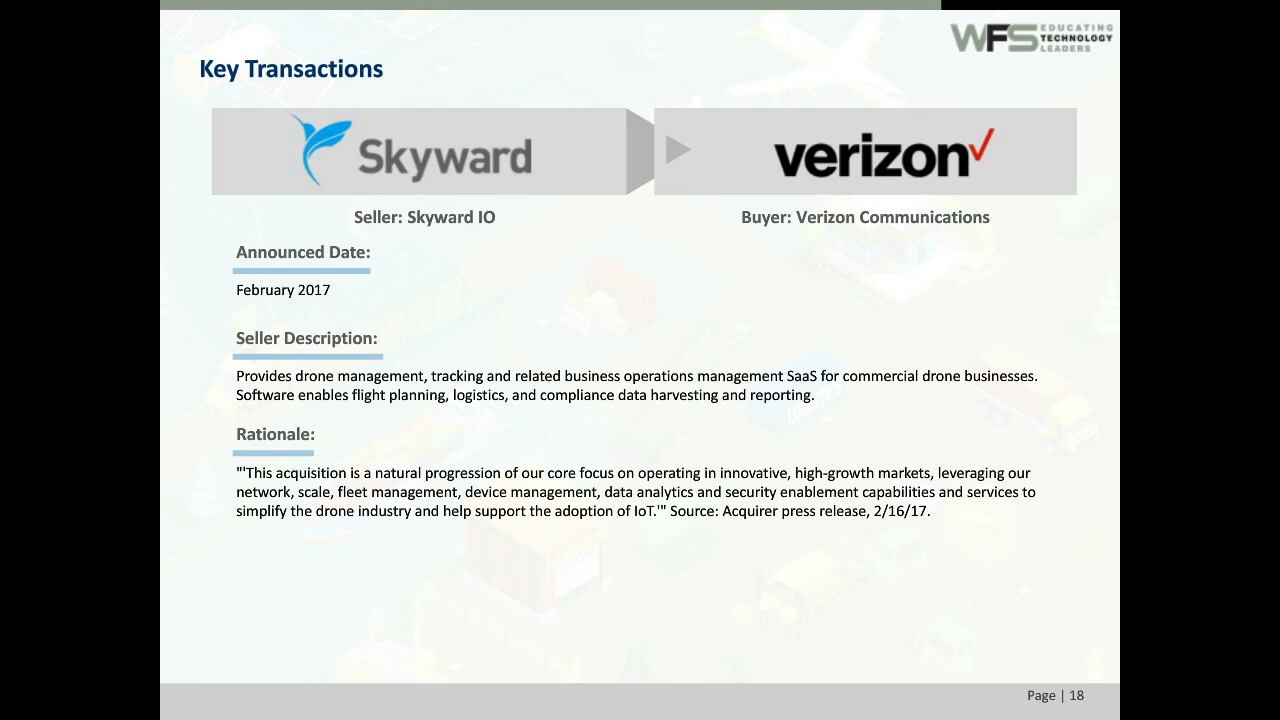 WFS EDUCATING
TECHNOLOGY
LEADERS
Key Transactions
Skyward
verizon
Seller: Skyward IO
Buyer: Verizon Communications
Announced Date:
February 2017
Seller Description:
Provides drone management, tracking and related business operations management SaaS for commercial drone businesses.
Software enables flight planning, logistics, and compliance data harvesting and reporting.
Rationale:
"'This acquisition is a natural progression of our core focus on operating in innovative, high-growth markets, leveraging our
network, scale, fleet management, device management, data analytics and security enablement capabilities and services to
simplify the drone industry and help support the adoption of IoT.'" Source: Acquirer press release, 2/16/17.
Page | 18